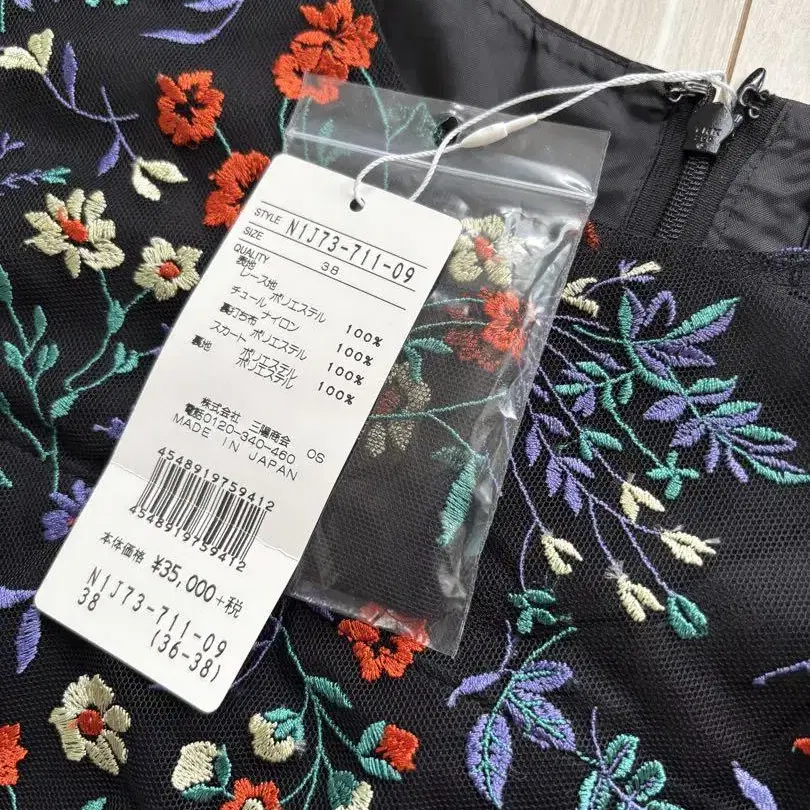 STYLE N1J73-711-09
SIZE 38
QUALITY
表地
レース地 ポリエステル 100%
チュール ナイロン 100%
裏打ち布 ポリエステル 100%
スカート裏地 ポリエステル 100%
ポリエステル
株式会社 三陽商会 OS
電話0120-340-460
MADE IN JAPAN
4548919759412
4548919759412
本体価格 ¥35,000+税
N1J73-711-09
38 (36-38)
YKK